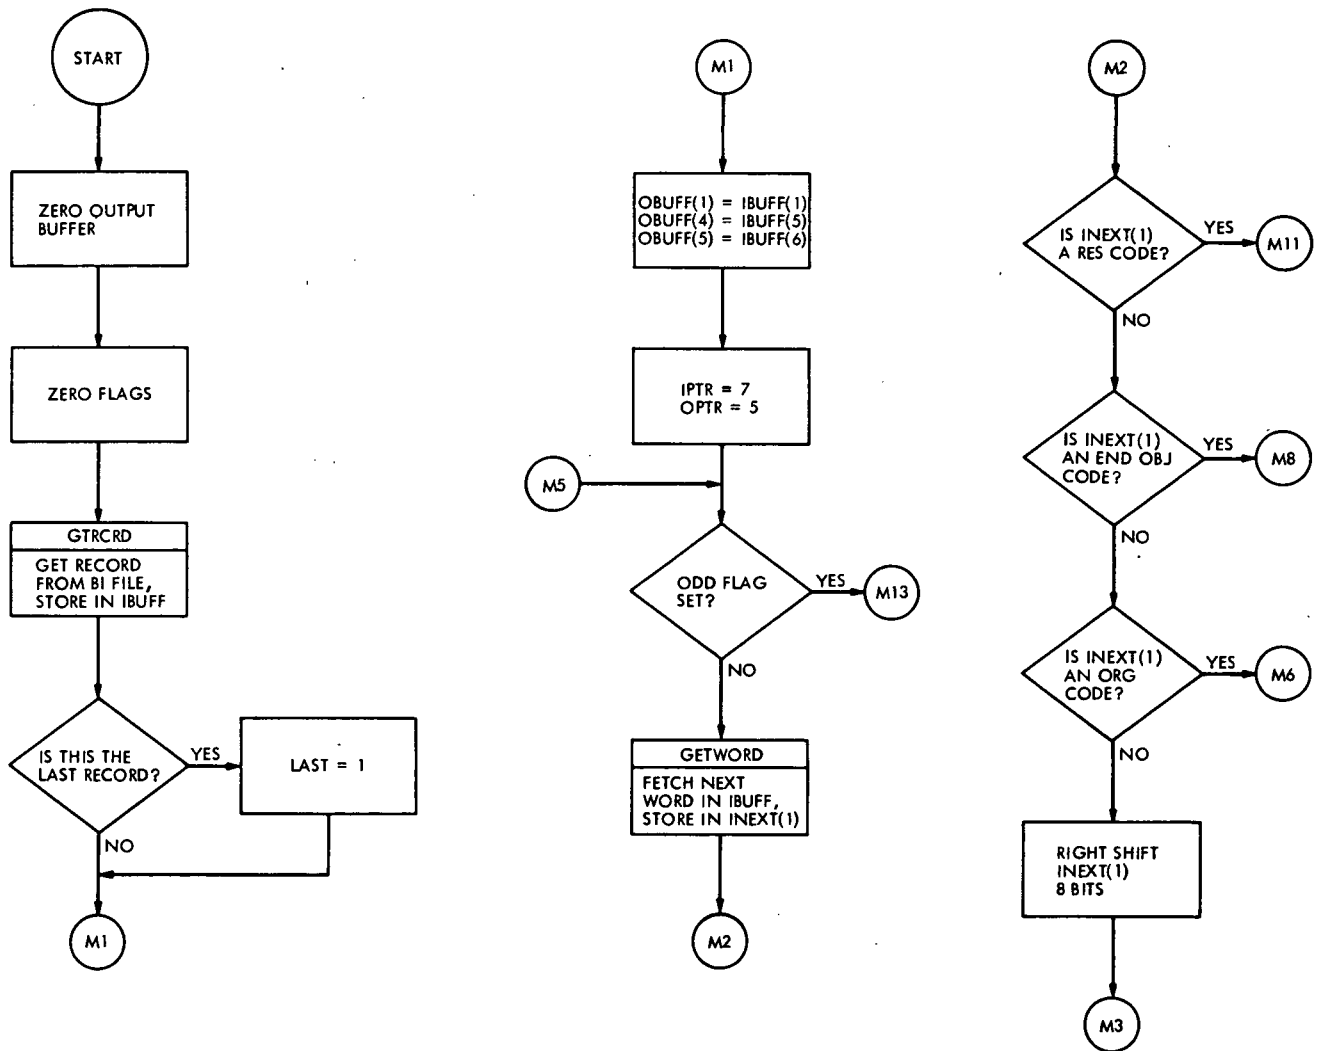 START
ZERO OUTPUT
BUFFER
ZERO FLAGS
GTRCRD
GET RECORD
FROM BI FILE,
STORE IN IBUFF
IS THIS THE
LAST RECORD?
YES
LAST = 1
NO
M1
M1
OBUFF(1) = IBUFF(1)
OBUFF(4) = IBUFF(5)
OBUFF(5) = IBUFF(6)
IPTR = 7
OPTR = 5
M5
ODD FLAG
SET?
YES
M13
NO
GETWORD
FETCH NEXT
WORD IN IBUFF,
STORE IN INEXT(1)
M2
M2
IS INEXT(1)
A RES CODE?
YES
M11
NO
IS INEXT(1)
AN END OBJ
CODE?
YES
M8
NO
IS INEXT(1)
AN ORG
CODE?
YES
M6
NO
RIGHT SHIFT
INEXT(1)
8 BITS
M3